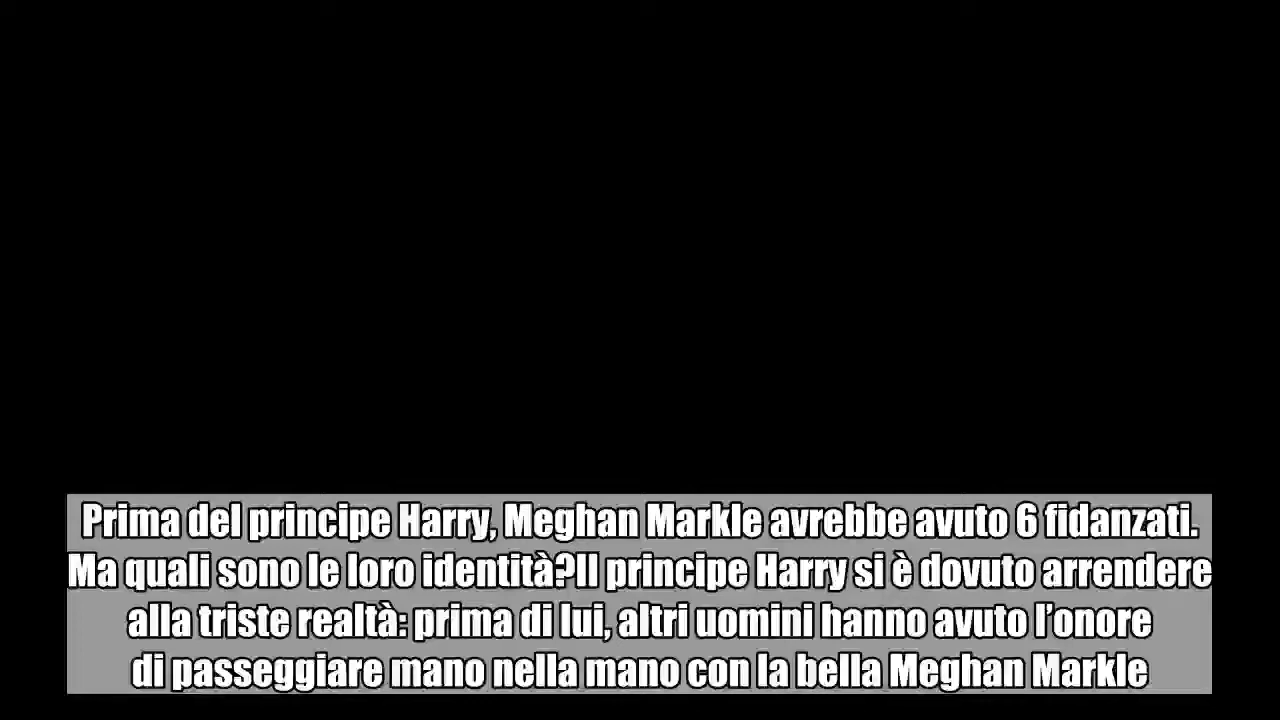 Prima del principe Harry, Meghan Markle avrebbe avuto 6 fidanzati.
Ma quali sono le loro identità?Il principe Harry si è dovuto arrendere
alla triste realtà: prima di lui, altri uomini hanno avuto l’onore
di passeggiare mano nella mano con la bella Meghan Markle